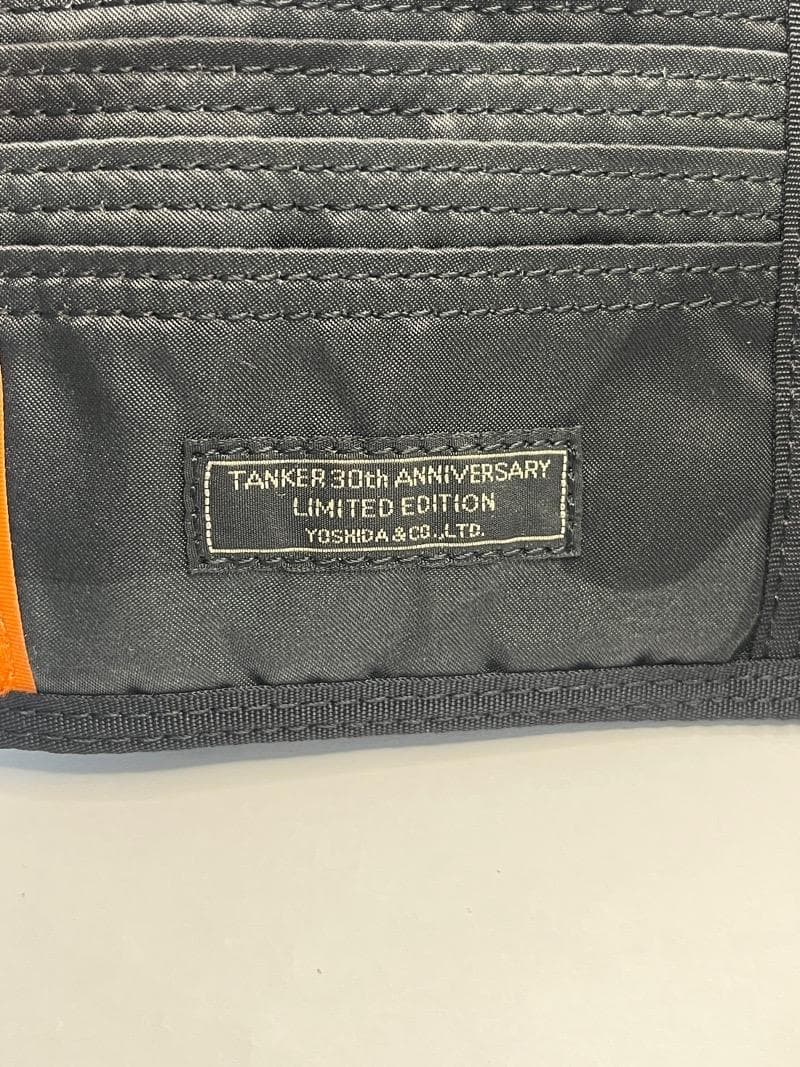 TANKER 30th ANNIVERSARY
LIMITED EDITION
YOSHIDA & CO.,LTD.